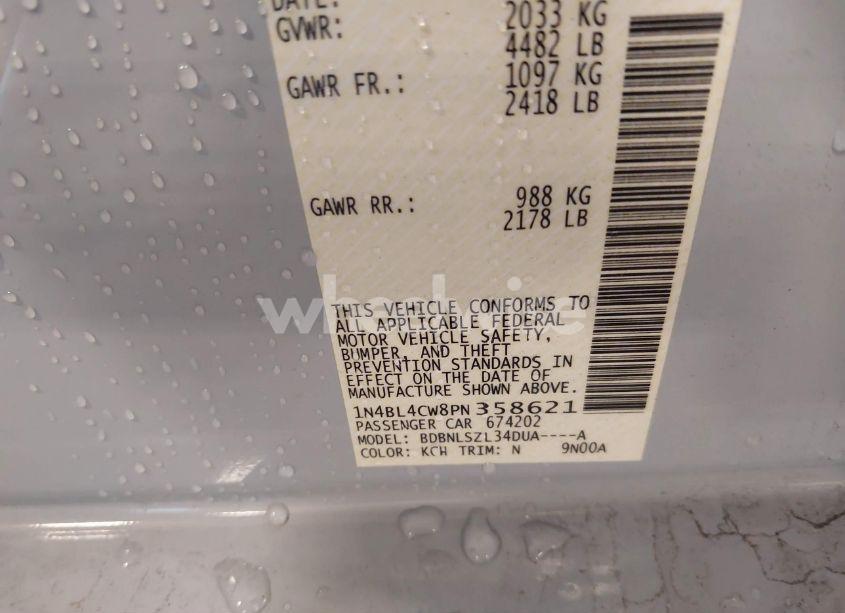 DATE:
GVWR: 2033 KG
4482 LB
GAWR FR.: 1097 KG
2418 LB
GAWR RR.: 988 KG
2178 LB
THIS VEHICLE CONFORMS TO
ALL APPLICABLE FEDERAL
MOTOR VEHICLE SAFETY,
BUMPER, AND THEFT
PREVENTION STANDARDS IN
EFFECT ON THE DATE OF
MANUFACTURE SHOWN ABOVE.
1N4BL4CW8PN358621
PASSENGER CAR 674202
MODEL: BDBNLSZL34DUA----A
COLOR: KCH TRIM: N 9N00A